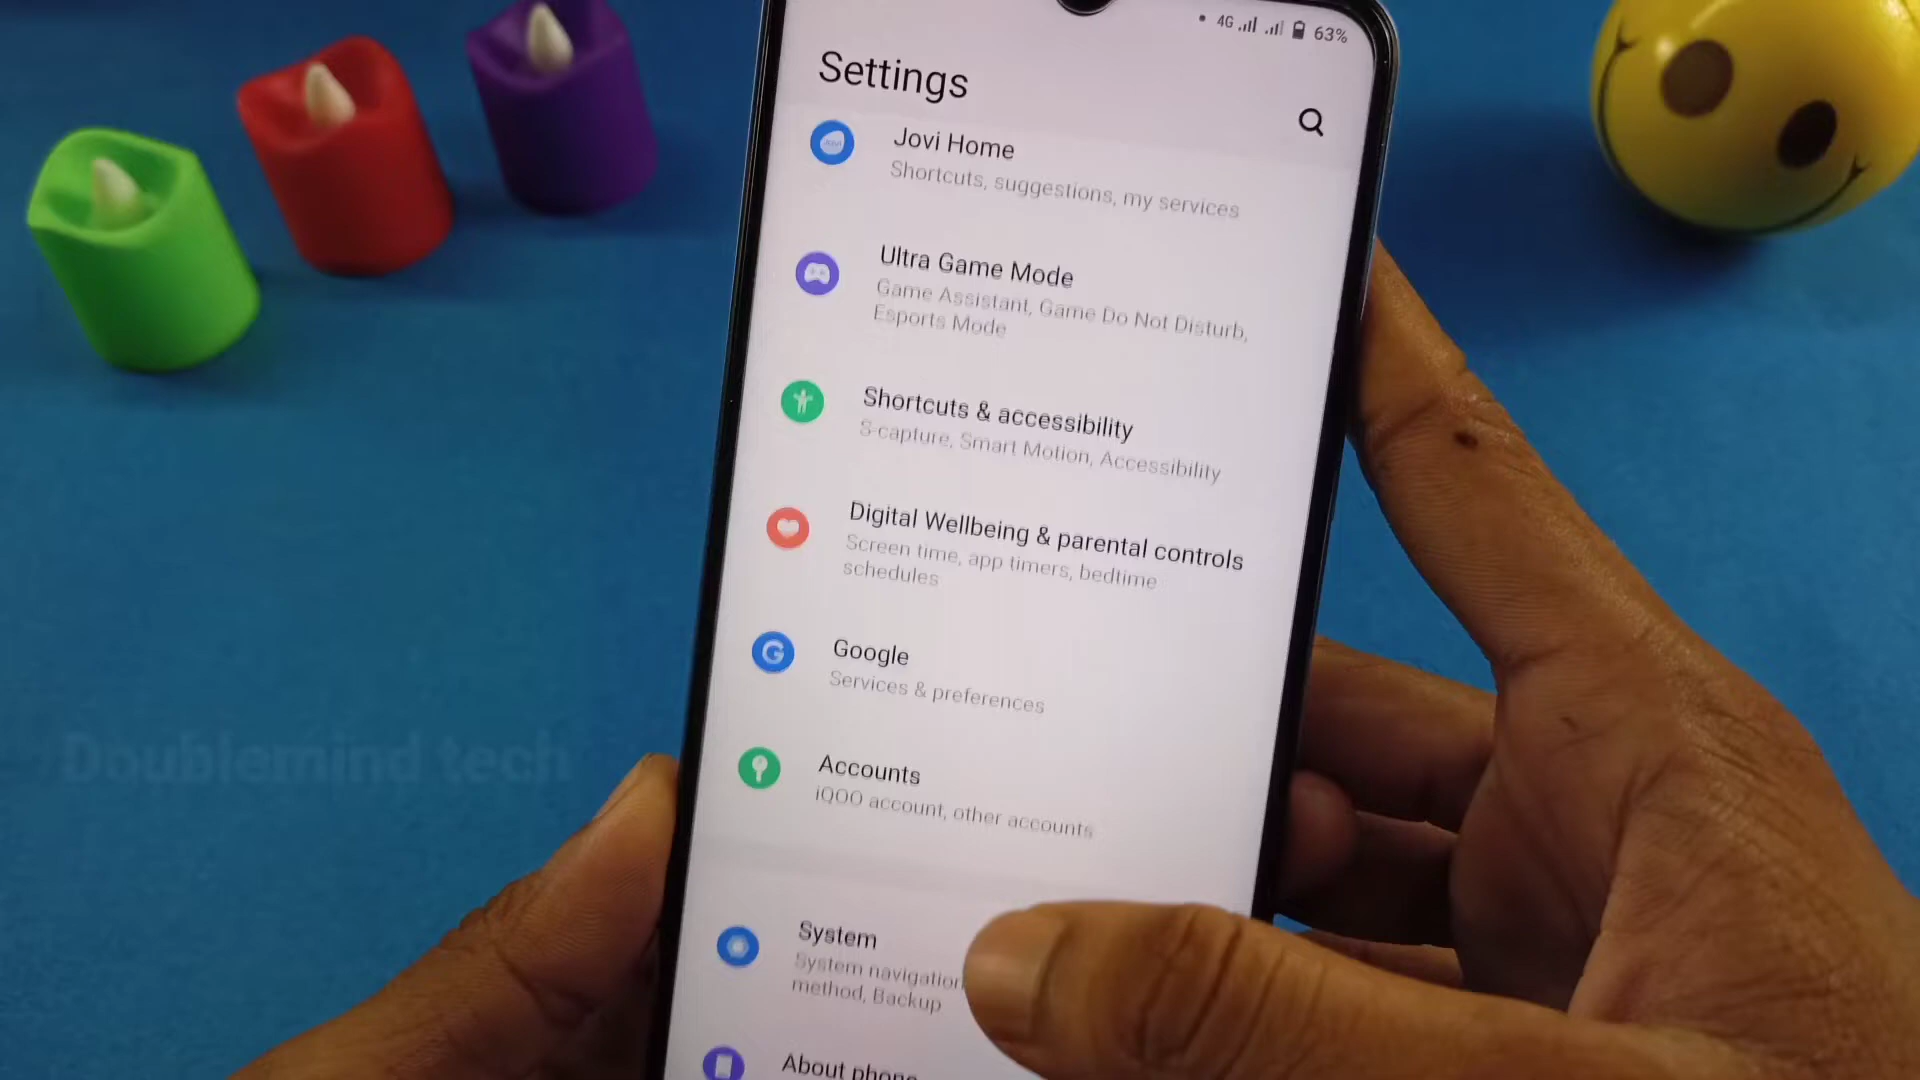 4G 63%
Settings
Jovi Home
Shortcuts, suggestions, my services
Ultra Game Mode
Game Assistant, Game Do Not Disturb,
Esports Mode
Shortcuts & accessibility
S-capture, Smart Motion, Accessibility
Digital Wellbeing & parental controls
Screen time, app timers, bedtime
schedules
Google
Services & preferences
Accounts
iQOO account, other accounts
System
System navigation
method, Backup
About phone
Doublemind tech